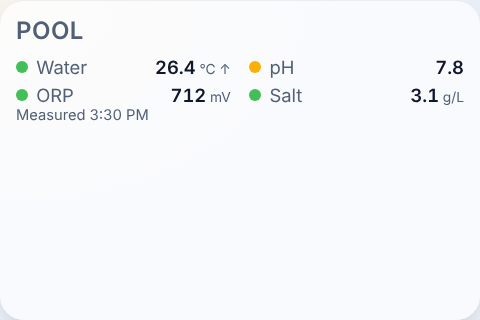 POOL
Water 26.4 °C ↑ pH 7.8
ORP 712 mV Salt 3.1 g/L
Measured 3:30 PM